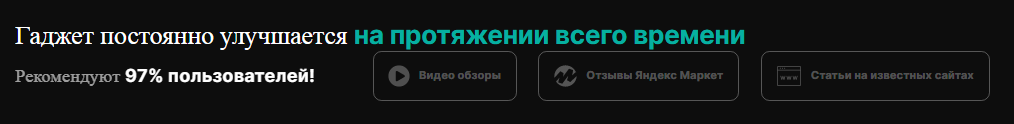 Гаджет постоянно улучшается на протяжении всего времени
Рекомендуют 97% пользователей!
Видео обзоры
Отзывы Яндекс Маркет
www
Статьи на известных сайтах